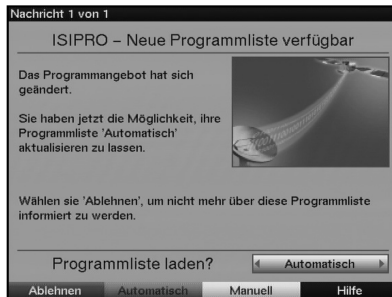 Nachricht 1 von 1
ISIPRO – Neue Programmliste verfügbar
Das Programmangebot hat sich
geändert.
Sie haben jetzt die Möglichkeit, ihre
Programmliste 'Automatisch'
aktualisieren zu lassen.
Wählen sie 'Ablehnen', um nicht mehr über diese Programmliste
informiert zu werden.
Programmliste laden?
Automatisch
Ablehnen Automatisch Manuell Hilfe